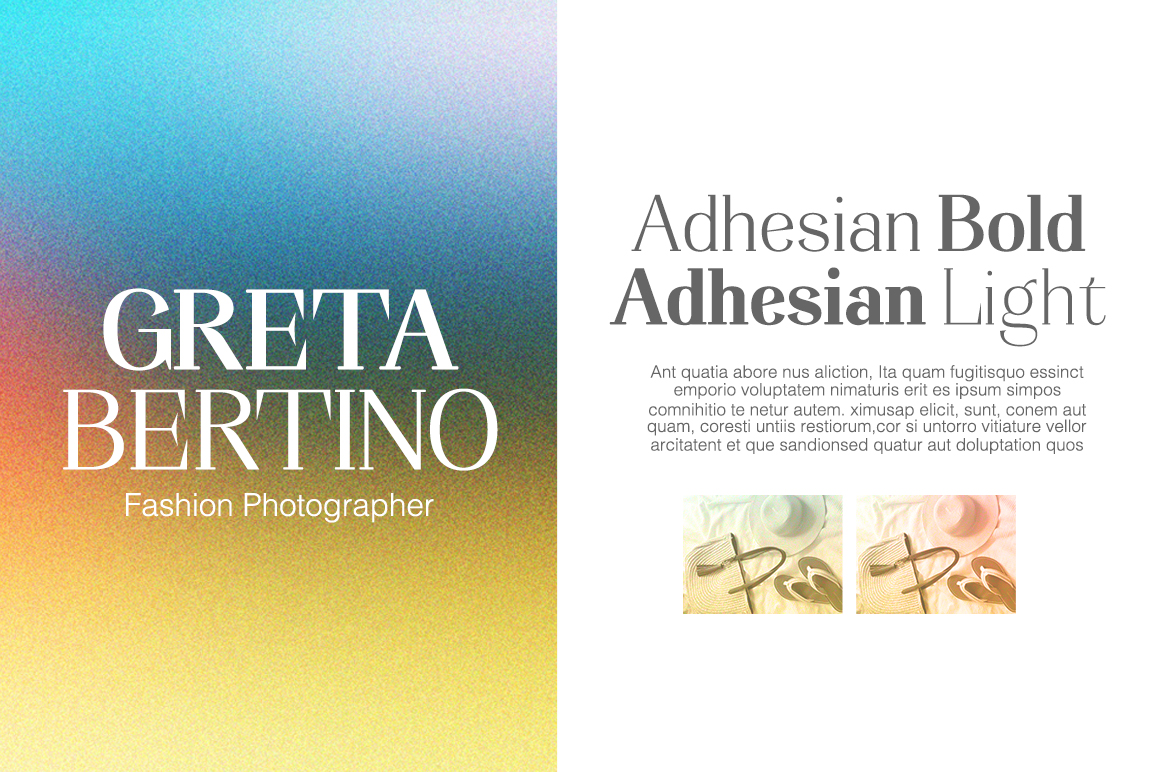 GRETA
BERTINO
Fashion Photographer
Adhesian Bold
Adhesian Light
Ant quatia abore nus aliction, Ita quam fugitisquo essinct
emporio voluptatem nimaturis erit es ipsum simpos
comnihitio te netur autem. ximusap elicit, sunt, conem aut
quam, coresti untiis restiorum,cor si untorro vitiature vellor
arcitatent et que sandionsed quatur aut doluptation quos